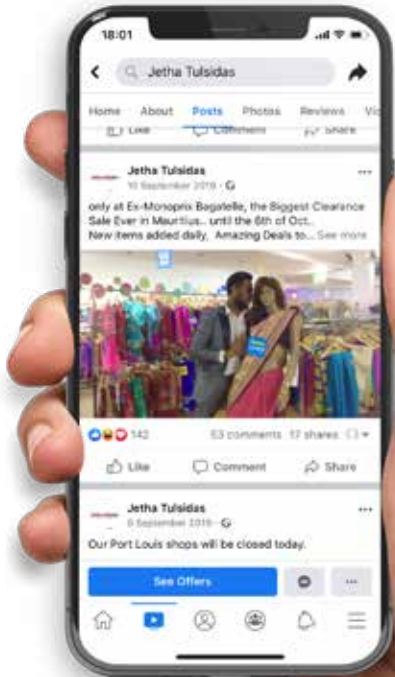 18:01
Jetha Tulsidas
Home About Posts Photos Reviews
Like Comment Share
Jetha Tulsidas
10 September 2019
only at Ex-Monoprix Bagatelle, the Biggest Clearance
Sale Ever in Mauritius.. until the 6th of Oct..
New items added daily, Amazing Deals to... See more
142 53 comments 17 shares
Like Comment Share
Jetha Tulsidas
September 2019
Our Port Louis shops will be closed today.
See Offers